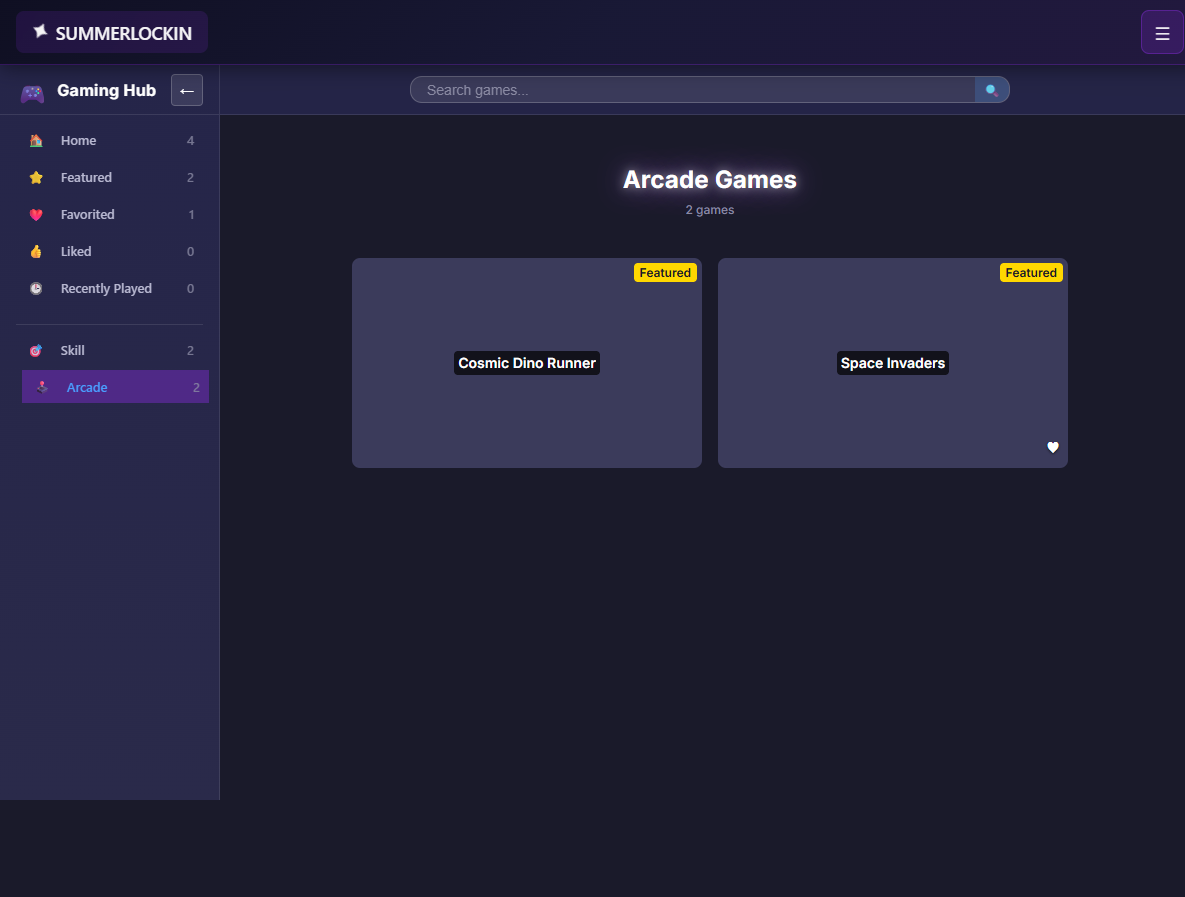 SUMMERLOCKIN
☰
Gaming Hub
←
Search games...
Home 4
Featured 2
Favorited 1
Liked 0
Recently Played 0
Skill 2
Arcade 2
Arcade Games
2 games
Featured
Cosmic Dino Runner
Featured
Space Invaders